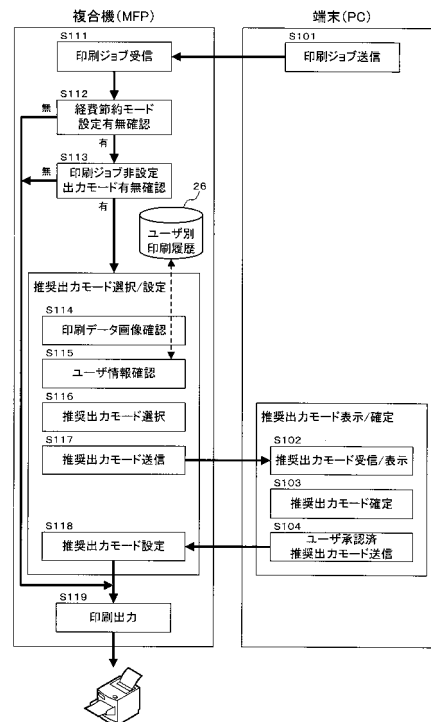 複合機(MFP)
端末(PC)
S111
印刷ジョブ受信
S101
印刷ジョブ送信
S112
経費節約モード
設定有無確認
無
有
S113
印刷ジョブ非設定
出力モード有無確認
無
有
26
ユーザ別
印刷履歴
推奨出力モード選択/設定
S114
印刷データ画像確認
S115
ユーザ情報確認
S116
推奨出力モード選択
S117
推奨出力モード送信
推奨出力モード表示/確定
S102
推奨出力モード受信/表示
S103
推奨出力モード確定
S104
ユーザ承認済
推奨出力モード送信
S118
推奨出力モード設定
S119
印刷出力